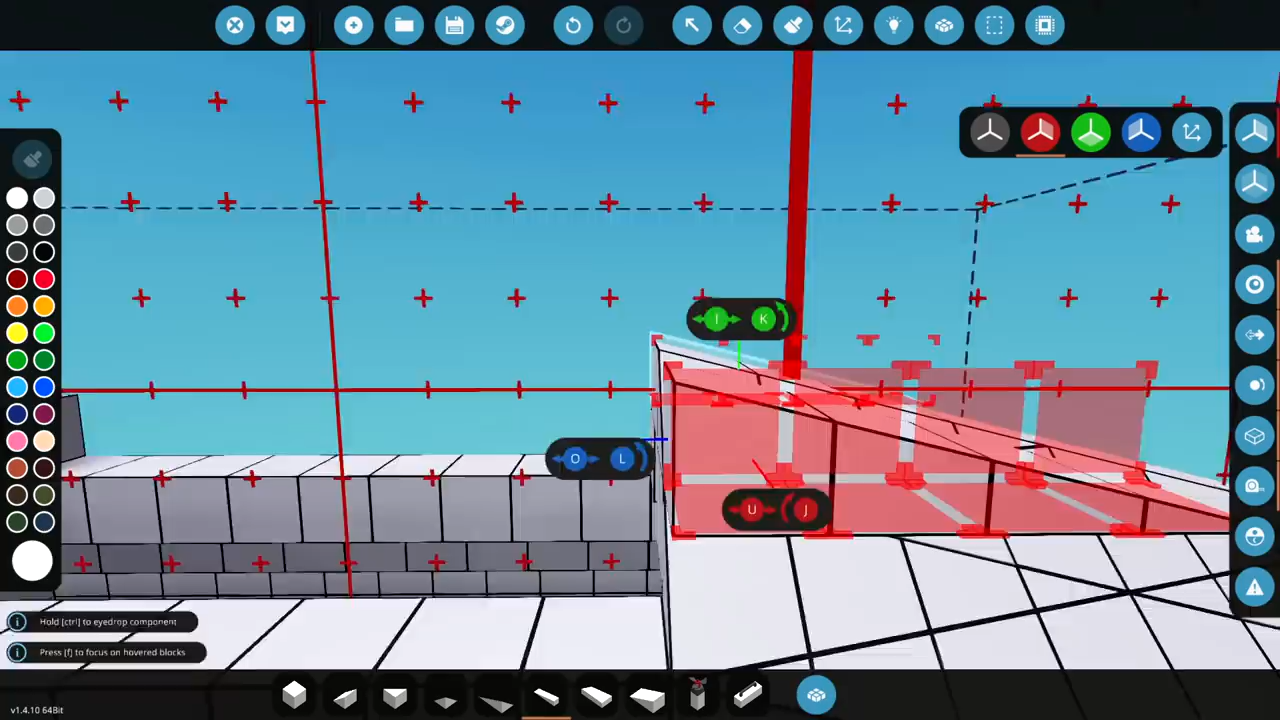 I K
O L
U J
Hold [ctrl] to eyedrop component
Press [f] to focus on hovered blocks
v1.4.10 64Bit